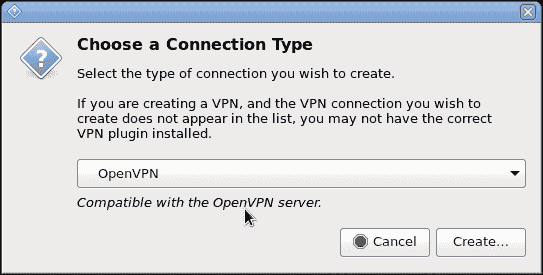 Choose a Connection Type
Select the type of connection you wish to create.
If you are creating a VPN, and the VPN connection you wish to
create does not appear in the list, you may not have the correct
VPN plugin installed.
OpenVPN
Compatible with the OpenVPN server.
Cancel
Create...